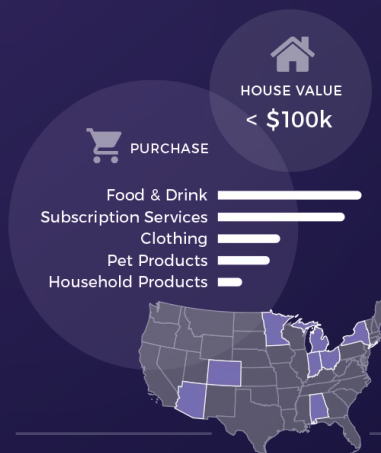 HOUSE VALUE
< $100k
PURCHASE
Food & Drink
Subscription Services
Clothing
Pet Products
Household Products